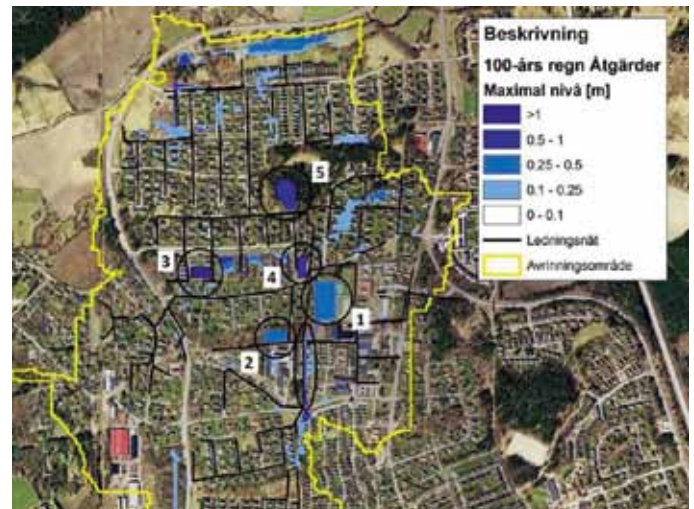 Beskrivning
100-års regn Åtgärder
Maximal nivå [m]
>1
0.5 - 1
0.25 - 0.5
0.1 - 0.25
0 - 0.1
Ledningsnät
Avrinningsområde
5
3
4
1
2